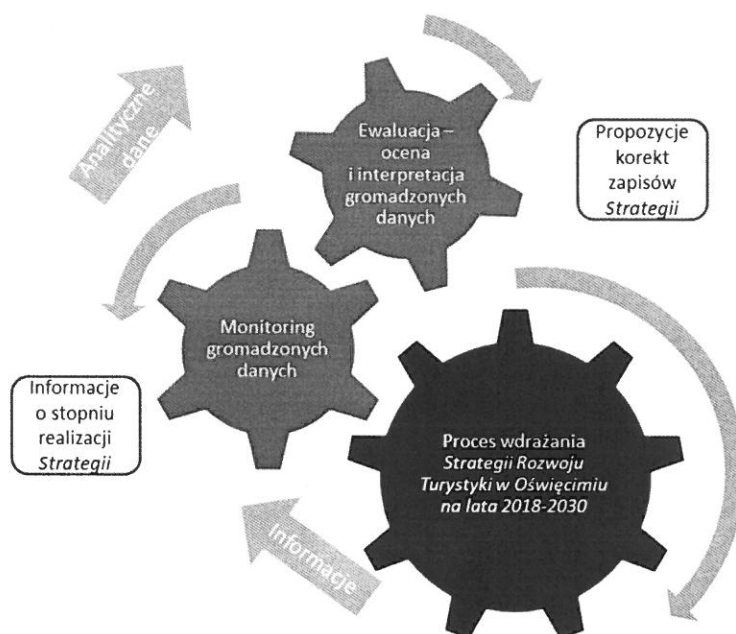 Analityczne
dane
Ewaluacja –
ocena
i interpretacja
gromadzonych
danych
Propozycje
korekt
zapisów
Strategii
Monitoring
gromadzonych
danych
Informacje
o stopniu
realizacji
Strategii
Proces wdrażania
Strategii Rozwoju
Turystyki w Oświęcimiu
na lata 2018-2030
Informacje